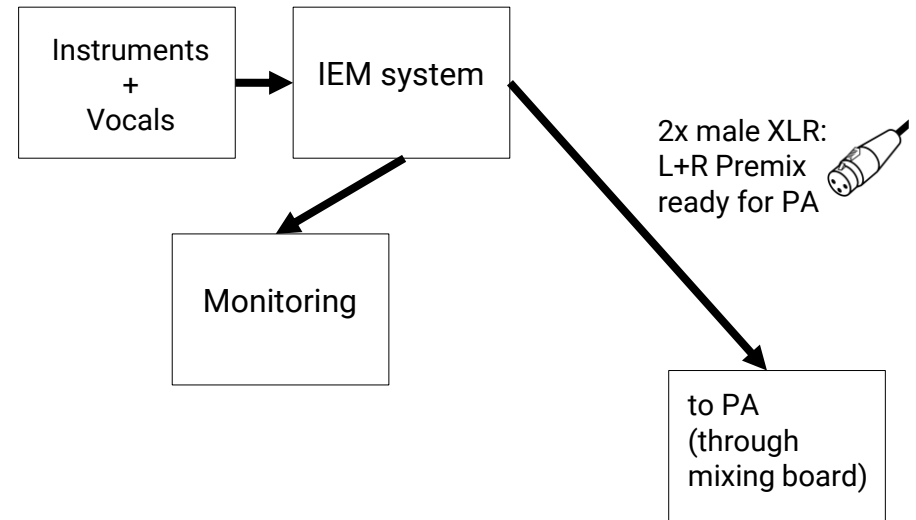 Instruments
+
Vocals
IEM system
2x male XLR:
L+R Premix
ready for PA
Monitoring
to PA
(through
mixing board)